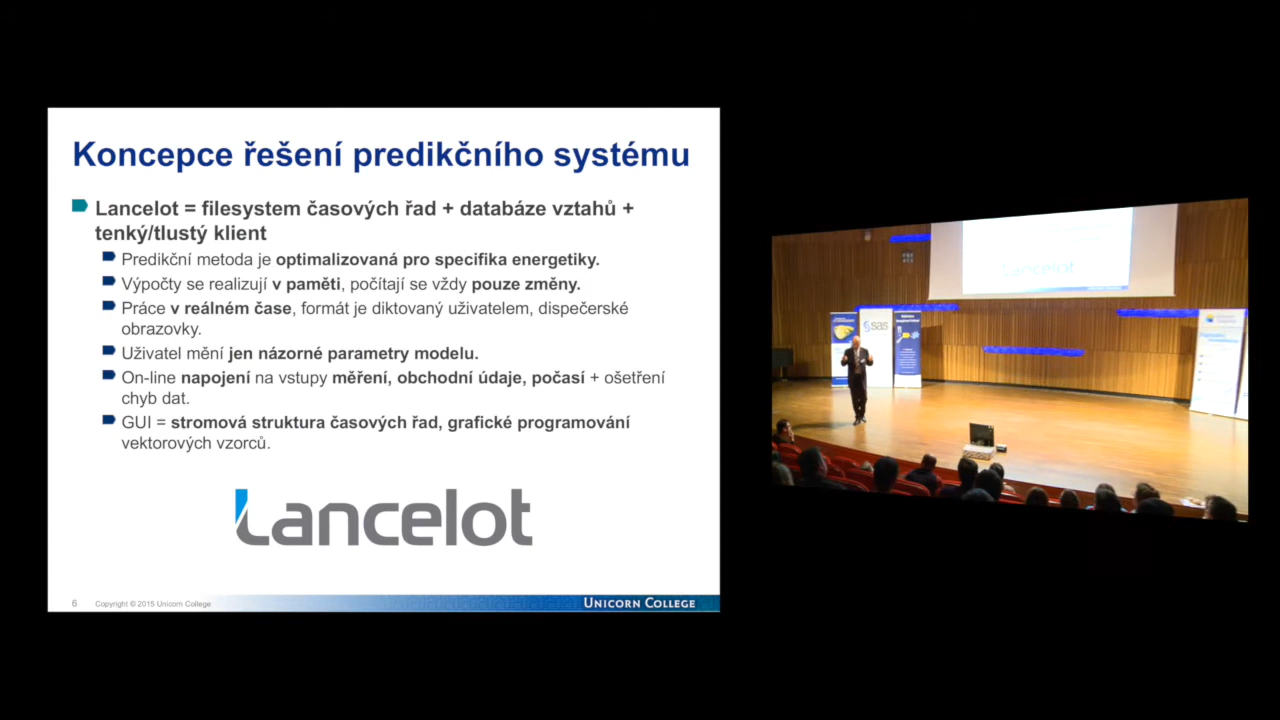 Koncepce řešení predikčního systému
Lancelot = filesystem časových řad + databáze vztahů +
tenký/tlustý klient
Predikční metoda je optimalizovaná pro specifika energetiky.
Výpočty se realizují v paměti, počítají se vždy pouze změny.
Práce v reálném čase, formát je diktovaný uživatelem, dispečerské
obrazovky.
Uživatel mění jen názorné parametry modelu.
On-line napojení na vstupy měření, obchodní údaje, počasí + ošetření
chyb dat.
GUI = stromová struktura časových řad, grafické programování
vektorových vzorců.
Lancelot
6 Copyright © 2015 Unicorn College
UNICORN COLLEGE
Lancelot
sas